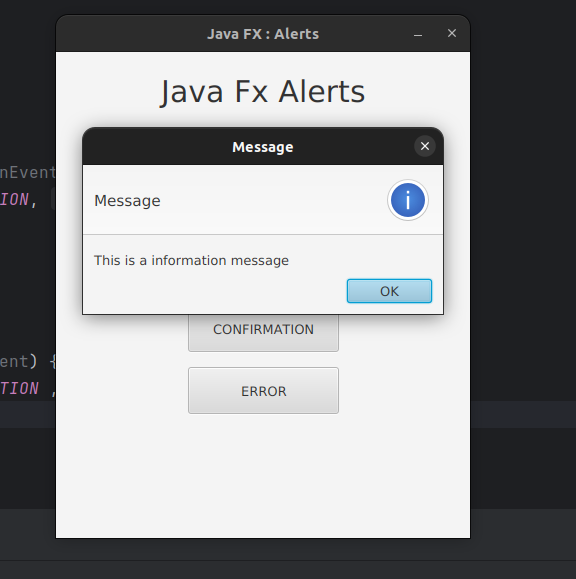 Java FX : Alerts
Java Fx Alerts
nEvent
ION,
Message
Message
i
This is a information message
OK
CONFIRMATION
ent) {
TION ,
ERROR